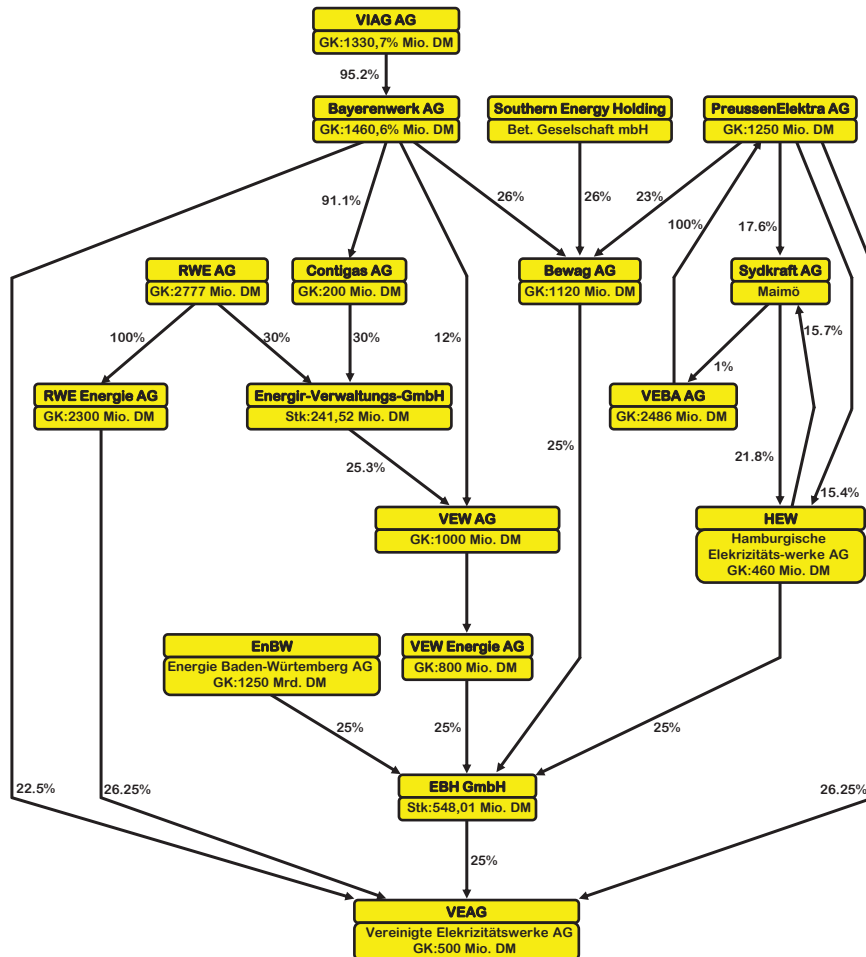 VIAG AG
GK:1330,7% Mio. DM
95.2%
Bayerenwerk AG
GK:1460,6% Mio. DM
Southern Energy Holding
Bet. Geselschaft mbH
PreussenElektra AG
GK:1250 Mio. DM
91.1%
26%
26%
23%
100%
17.6%
RWE AG
GK:2777 Mio. DM
Contigas AG
GK:200 Mio. DM
Bewag AG
GK:1120 Mio. DM
Sydkraft AG
Maimö
100%
30%
30%
12%
15.7%
1%
RWE Energie AG
GK:2300 Mio. DM
Energir-Verwaltungs-GmbH
Stk:241,52 Mio. DM
VEBA AG
GK:2486 Mio. DM
25%
21.8%
25.3%
15.4%
VEW AG
GK:1000 Mio. DM
HEW
Hamburgische
Elekrizitäts-werke AG
GK:460 Mio. DM
EnBW
Energie Baden-Würtemberg AG
GK:1250 Mrd. DM
VEW Energie AG
GK:800 Mio. DM
25%
25%
25%
22.5%
26.25%
EBH GmbH
Stk:548,01 Mio. DM
26.25%
25%
VEAG
Vereinigte Elekrizitätswerke AG
GK:500 Mio. DM